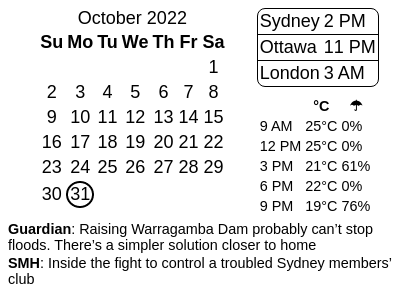 October 2022
Su Mo Tu We Th Fr Sa
1
2 3 4 5 6 7 8
9 10 11 12 13 14 15
16 17 18 19 20 21 22
23 24 25 26 27 28 29
30 31
Sydney 2 PM
Ottawa 11 PM
London 3 AM
°C ☂
9 AM 25°C 0%
12 PM 25°C 0%
3 PM 21°C 61%
6 PM 22°C 0%
9 PM 19°C 76%
Guardian: Raising Warragamba Dam probably can’t stop
floods. There’s a simpler solution closer to home
SMH: Inside the fight to control a troubled Sydney members’
club